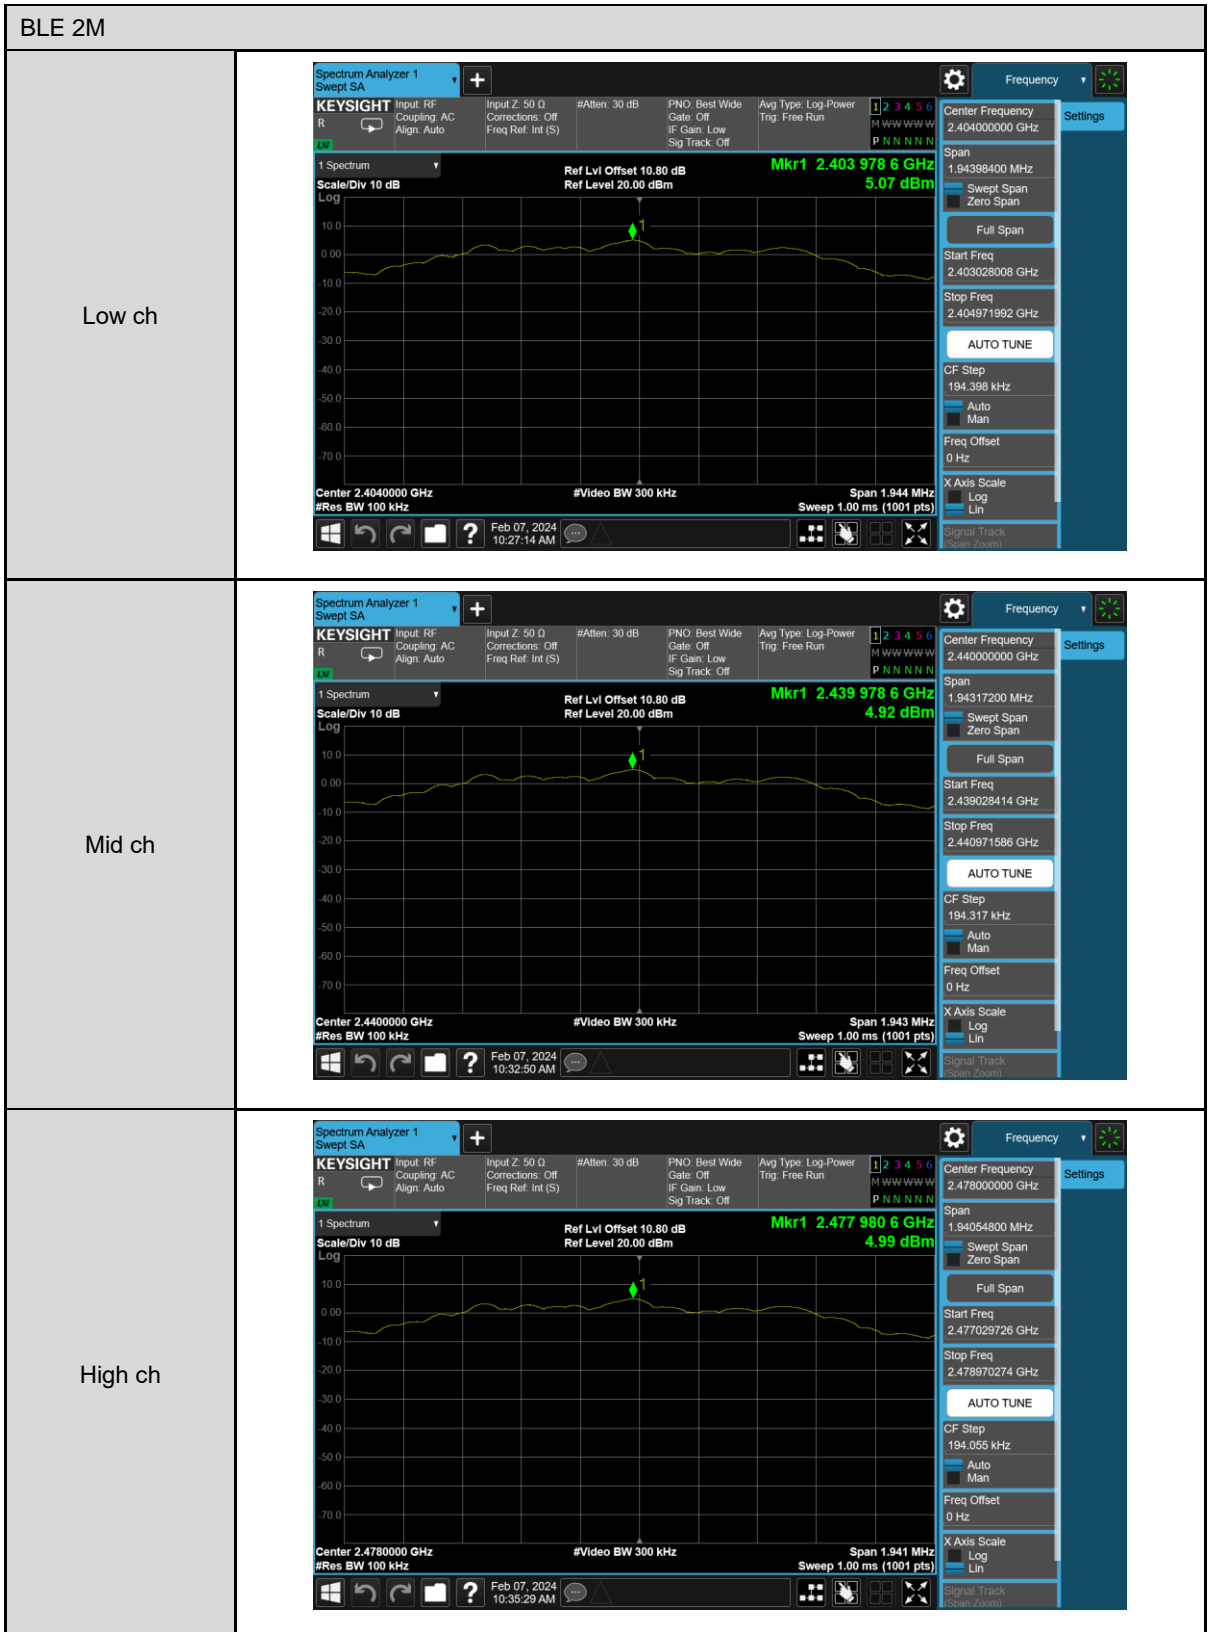 BLE 2M
Low ch
Spectrum Analyzer 1
Swept SA
Frequency
KEYSIGHT
R
LXI
Input: RF
Coupling: AC
Align: Auto
Input Z: 50 Ω
Corrections: Off
Freq Ref: Int (S)
#Atten: 30 dB
PNO: Best Wide
Gate: Off
IF Gain: Low
Sig Track: Off
Avg Type: Log-Power
Trig: Free Run
1 2 3 4 5 6
M W W W W W
P N N N N N
1 Spectrum
Scale/Div 10 dB
Log
Ref Lvl Offset 10.80 dB
Ref Level 20.00 dBm
Mkr1 2.403 978 6 GHz
5.07 dBm
1
10.0
0.00
-10.0
-20.0
-30.0
-40.0
-50.0
-60.0
-70.0
Center 2.4040000 GHz
#Res BW 100 kHz
#Video BW 300 kHz
Span 1.944 MHz
Sweep 1.00 ms (1001 pts)
Feb 07, 2024
10:27:14 AM
Center Frequency
2.404000000 GHz
Settings
Span
1.94398400 MHz
Swept Span
Zero Span
Full Span
Start Freq
2.403028008 GHz
Stop Freq
2.404971992 GHz
AUTO TUNE
CF Step
194.398 kHz
Auto
Man
Freq Offset
0 Hz
X Axis Scale
Log
Lin
Signal Track
(Span Zoom)
Mid ch
Spectrum Analyzer 1
Swept SA
Frequency
KEYSIGHT
R
LXI
Input: RF
Coupling: AC
Align: Auto
Input Z: 50 Ω
Corrections: Off
Freq Ref: Int (S)
#Atten: 30 dB
PNO: Best Wide
Gate: Off
IF Gain: Low
Sig Track: Off
Avg Type: Log-Power
Trig: Free Run
1 2 3 4 5 6
M W W W W W
P N N N N N
1 Spectrum
Scale/Div 10 dB
Log
Ref Lvl Offset 10.80 dB
Ref Level 20.00 dBm
Mkr1 2.439 978 6 GHz
4.92 dBm
1
10.0
0.00
-10.0
-20.0
-30.0
-40.0
-50.0
-60.0
-70.0
Center 2.4400000 GHz
#Res BW 100 kHz
#Video BW 300 kHz
Span 1.943 MHz
Sweep 1.00 ms (1001 pts)
Feb 07, 2024
10:32:50 AM
Center Frequency
2.440000000 GHz
Settings
Span
1.94317200 MHz
Swept Span
Zero Span
Full Span
Start Freq
2.439028414 GHz
Stop Freq
2.440971586 GHz
AUTO TUNE
CF Step
194.317 kHz
Auto
Man
Freq Offset
0 Hz
X Axis Scale
Log
Lin
Signal Track
(Span Zoom)
High ch
Spectrum Analyzer 1
Swept SA
Frequency
KEYSIGHT
R
LXI
Input: RF
Coupling: AC
Align: Auto
Input Z: 50 Ω
Corrections: Off
Freq Ref: Int (S)
#Atten: 30 dB
PNO: Best Wide
Gate: Off
IF Gain: Low
Sig Track: Off
Avg Type: Log-Power
Trig: Free Run
1 2 3 4 5 6
M W W W W W
P N N N N N
1 Spectrum
Scale/Div 10 dB
Log
Ref Lvl Offset 10.80 dB
Ref Level 20.00 dBm
Mkr1 2.477 980 6 GHz
4.99 dBm
1
10.0
0.00
-10.0
-20.0
-30.0
-40.0
-50.0
-60.0
-70.0
Center 2.4780000 GHz
#Res BW 100 kHz
#Video BW 300 kHz
Span 1.941 MHz
Sweep 1.00 ms (1001 pts)
Feb 07, 2024
10:35:29 AM
Center Frequency
2.478000000 GHz
Settings
Span
1.94054800 MHz
Swept Span
Zero Span
Full Span
Start Freq
2.477029726 GHz
Stop Freq
2.478970274 GHz
AUTO TUNE
CF Step
194.055 kHz
Auto
Man
Freq Offset
0 Hz
X Axis Scale
Log
Lin
Signal Track
(Span Zoom)